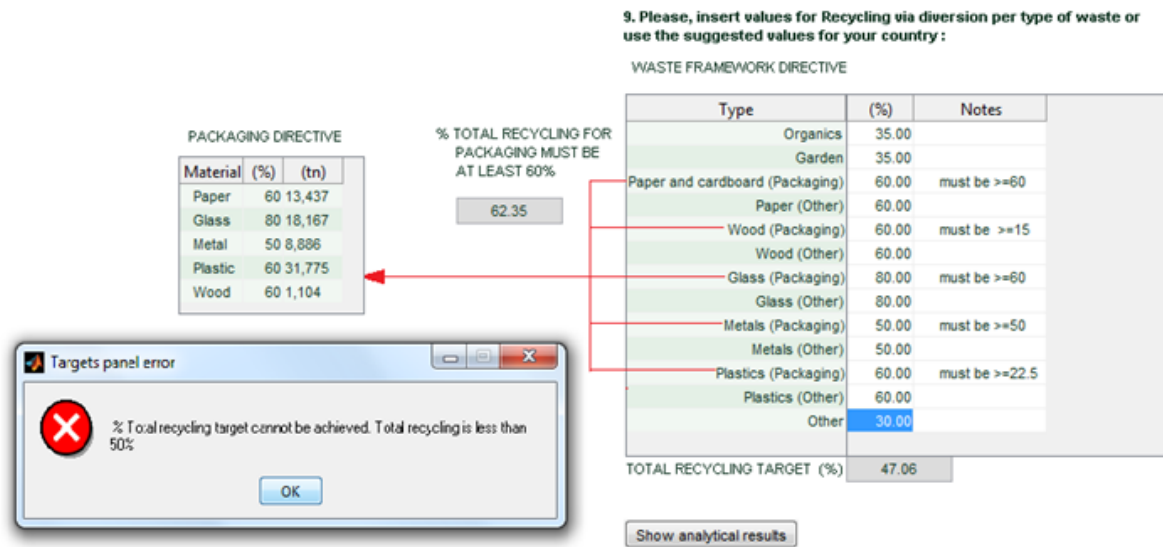 9. Please, insert values for Recycling via diversion per type of waste or
use the suggested values for your country :
WASTE FRAMEWORK DIRECTIVE
Type (%) Notes
Organics 35.00
Garden 35.00
Paper and cardboard (Packaging) 60.00 must be >=60
Paper (Other) 60.00
Wood (Packaging) 60.00 must be >=15
Wood (Other) 60.00
Glass (Packaging) 80.00 must be >=60
Glass (Other) 80.00
Metals (Packaging) 50.00 must be >=50
Metals (Other) 50.00
Plastics (Packaging) 60.00 must be >=22.5
Plastics (Other) 60.00
Other 30.00
TOTAL RECYCLING TARGET (%) 47.06
Show analytical results
PACKAGING DIRECTIVE
Material (%) (tn)
Paper 60 13,437
Glass 80 18,167
Metal 50 8,886
Plastic 60 31,775
Wood 60 1,104
% TOTAL RECYCLING FOR
PACKAGING MUST BE
AT LEAST 60%
62.35
Targets panel error
% Total recycling target cannot be achieved. Total recycling is less than
50%
OK